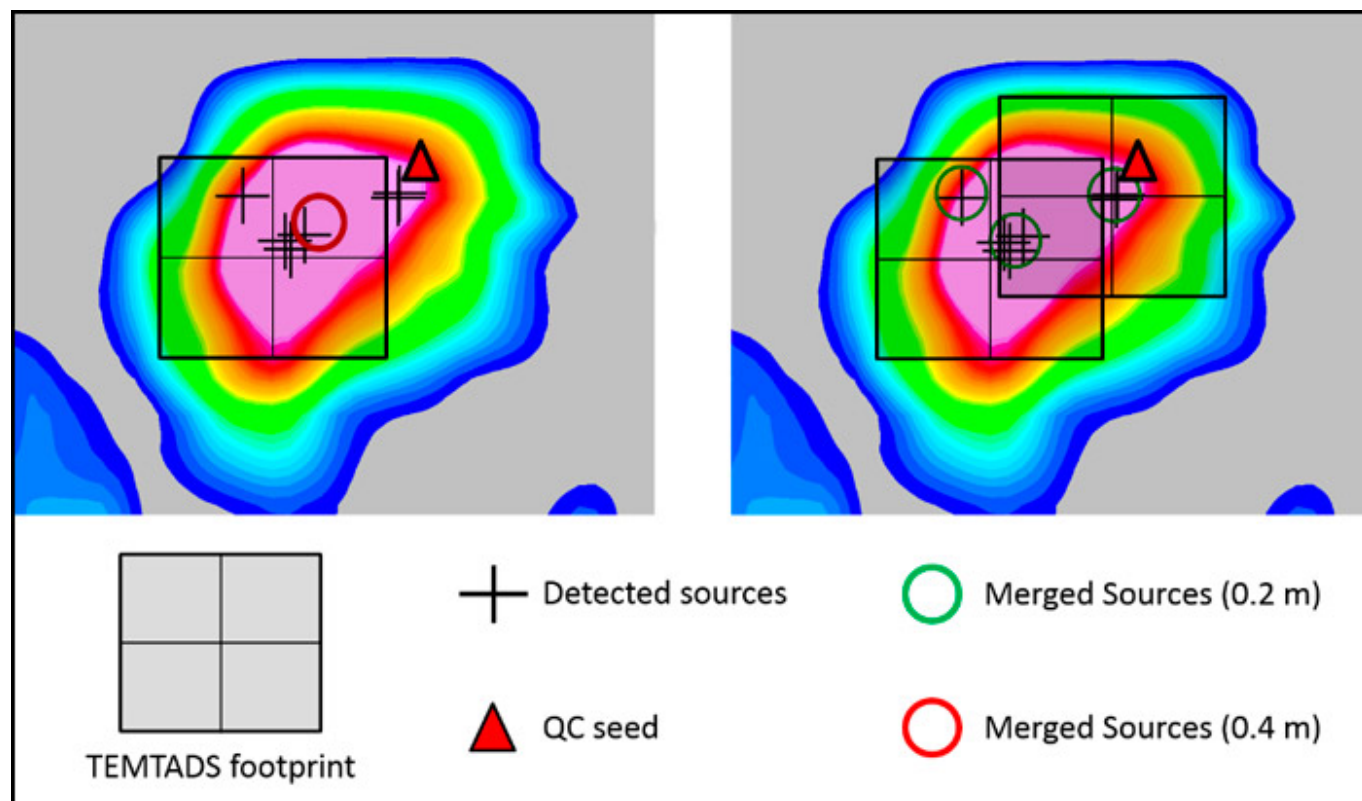 Detected sources
Merged Sources (0.2 m)
QC seed
Merged Sources (0.4 m)
TEMTADS footprint